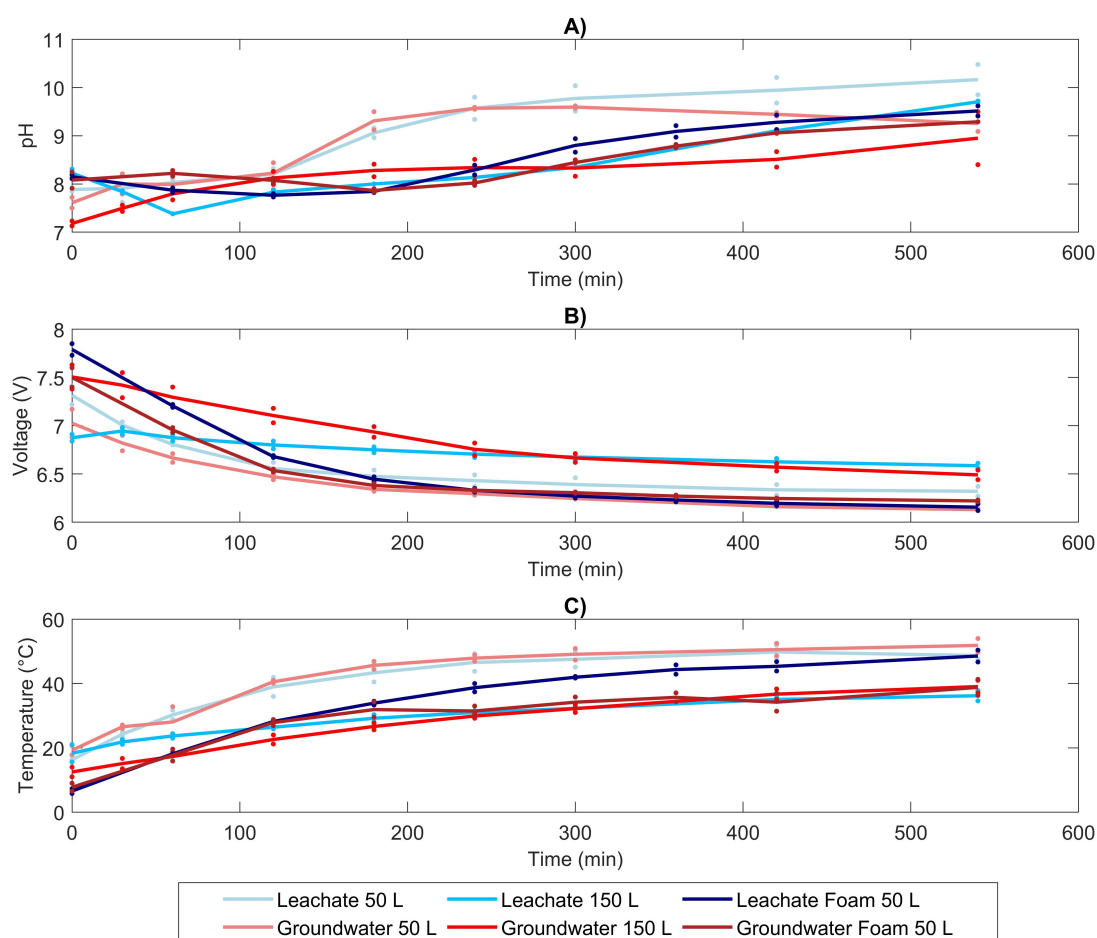 A)
11
10
9
8
7
pH
0 100 200 300 400 500 600
Time (min)
B)
8
7.5
7
6.5
6
Voltage (V)
0 100 200 300 400 500 600
Time (min)
C)
60
40
20
0
Temperature (°C)
0 100 200 300 400 500 600
Time (min)
Leachate 50 L Leachate 150 L Leachate Foam 50 L
Groundwater 50 L Groundwater 150 L Groundwater Foam 50 L